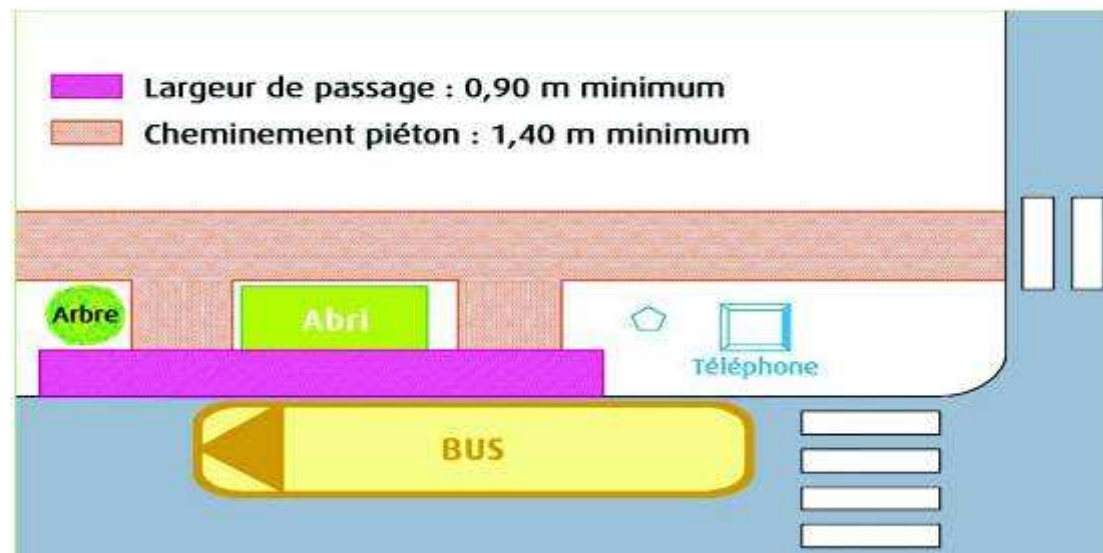 Largeur de passage : 0,90 m minimum
Cheminement piéton : 1,40 m minimum
Arbre
Abri
Téléphone
BUS